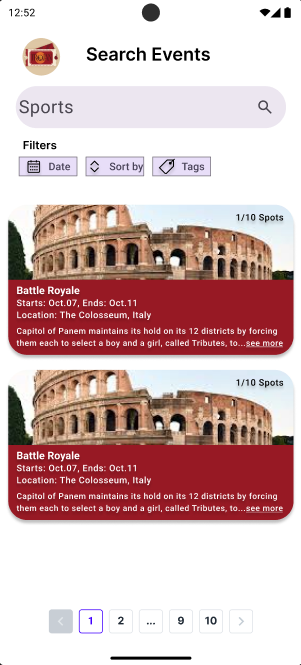 12:52
Search Events
Sports
Filters
Date
Sort by
Tags
1/10 Spots
Battle Royale
Starts: Oct.07, Ends: Oct.11
Location: The Colosseum, Italy
Capitol of Panem maintains its hold on its 12 districts by forcing
them each to select a boy and a girl, called Tributes, to...see more
1/10 Spots
Battle Royale
Starts: Oct.07, Ends: Oct.11
Location: The Colosseum, Italy
Capitol of Panem maintains its hold on its 12 districts by forcing
them each to select a boy and a girl, called Tributes, to...see more
1 2 ... 9 10